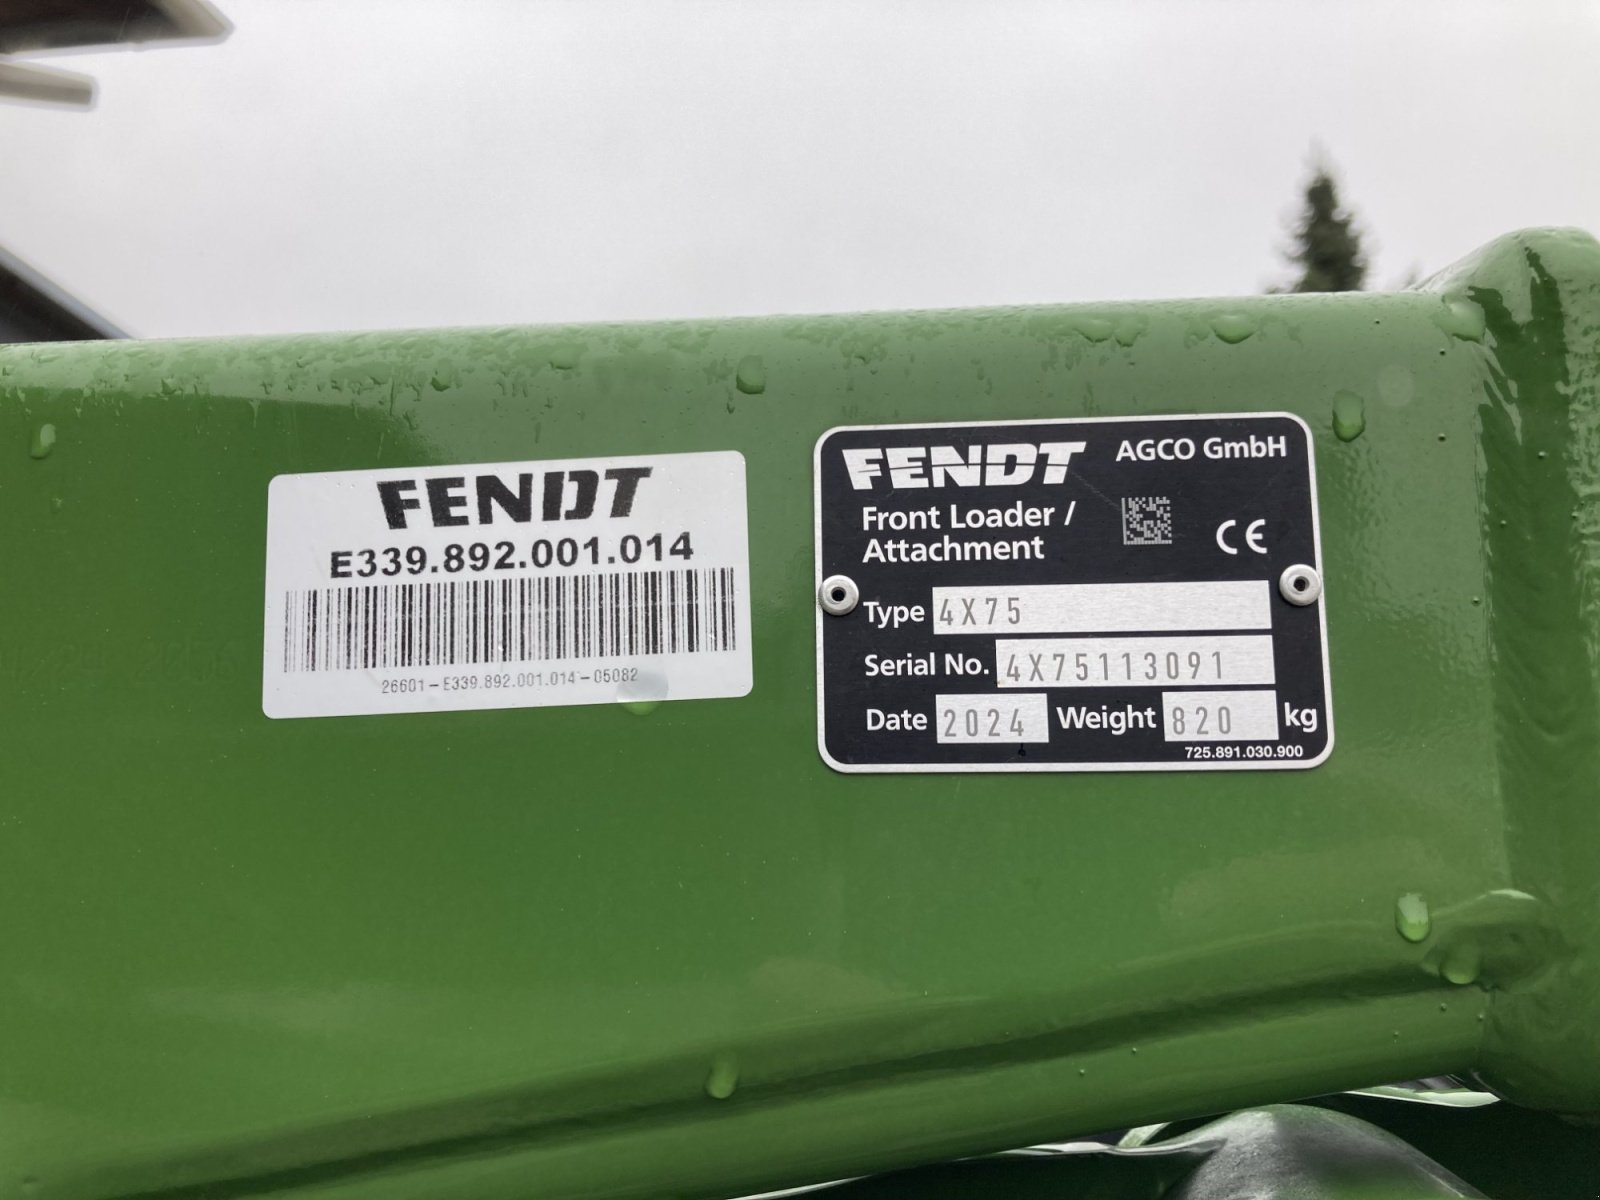 FENDT
E339.892.001.014
26601-E339.892.001.014-05082
FENDT AGCO GmbH
Front Loader /
Attachment
CE
Type 4X75
Serial No. 4X75113091
Date 2024 Weight 820 kg
725.891.030.900